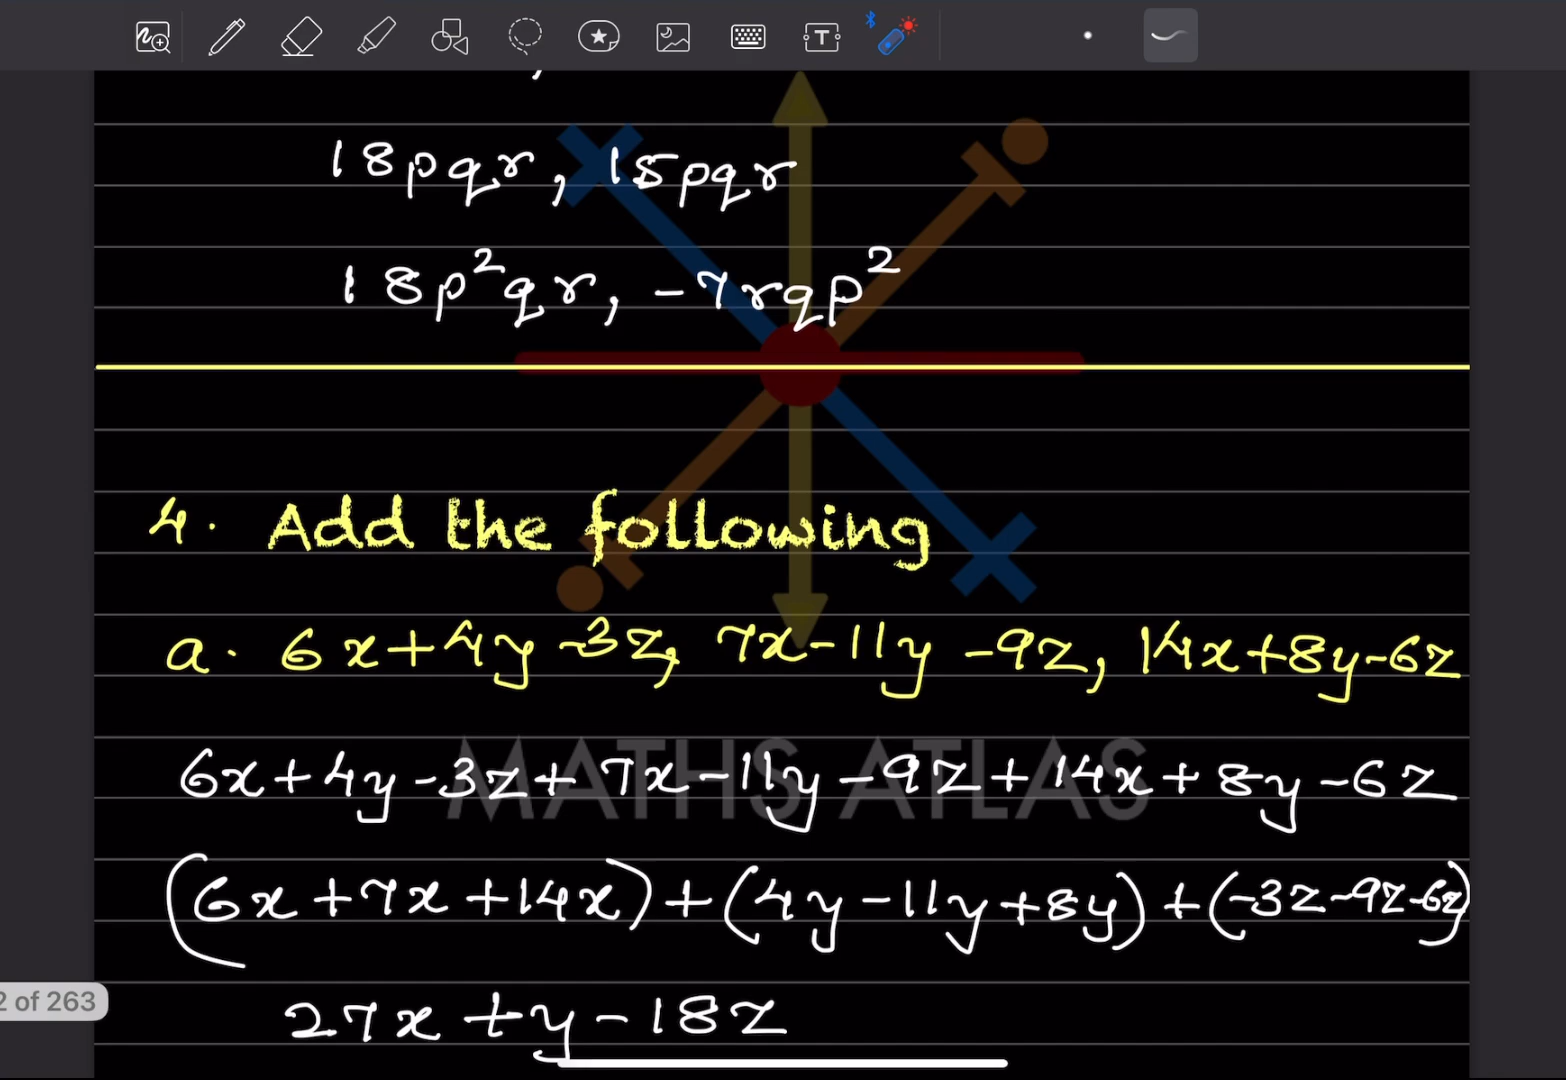 18pqr, 15pqr
18p²qr, -7rqp²
4. Add the following
a. 6x+4y-3z, 7x-11y-9z, 14x+8y-6z
MATHS ATLAS
6x+4y-3z+7x-11y-9z+14x+8y-6z
(6x+7x+14x)+(4y-11y+8y)+(-3z-9z-6z)
2 of 263
27x+y-18z